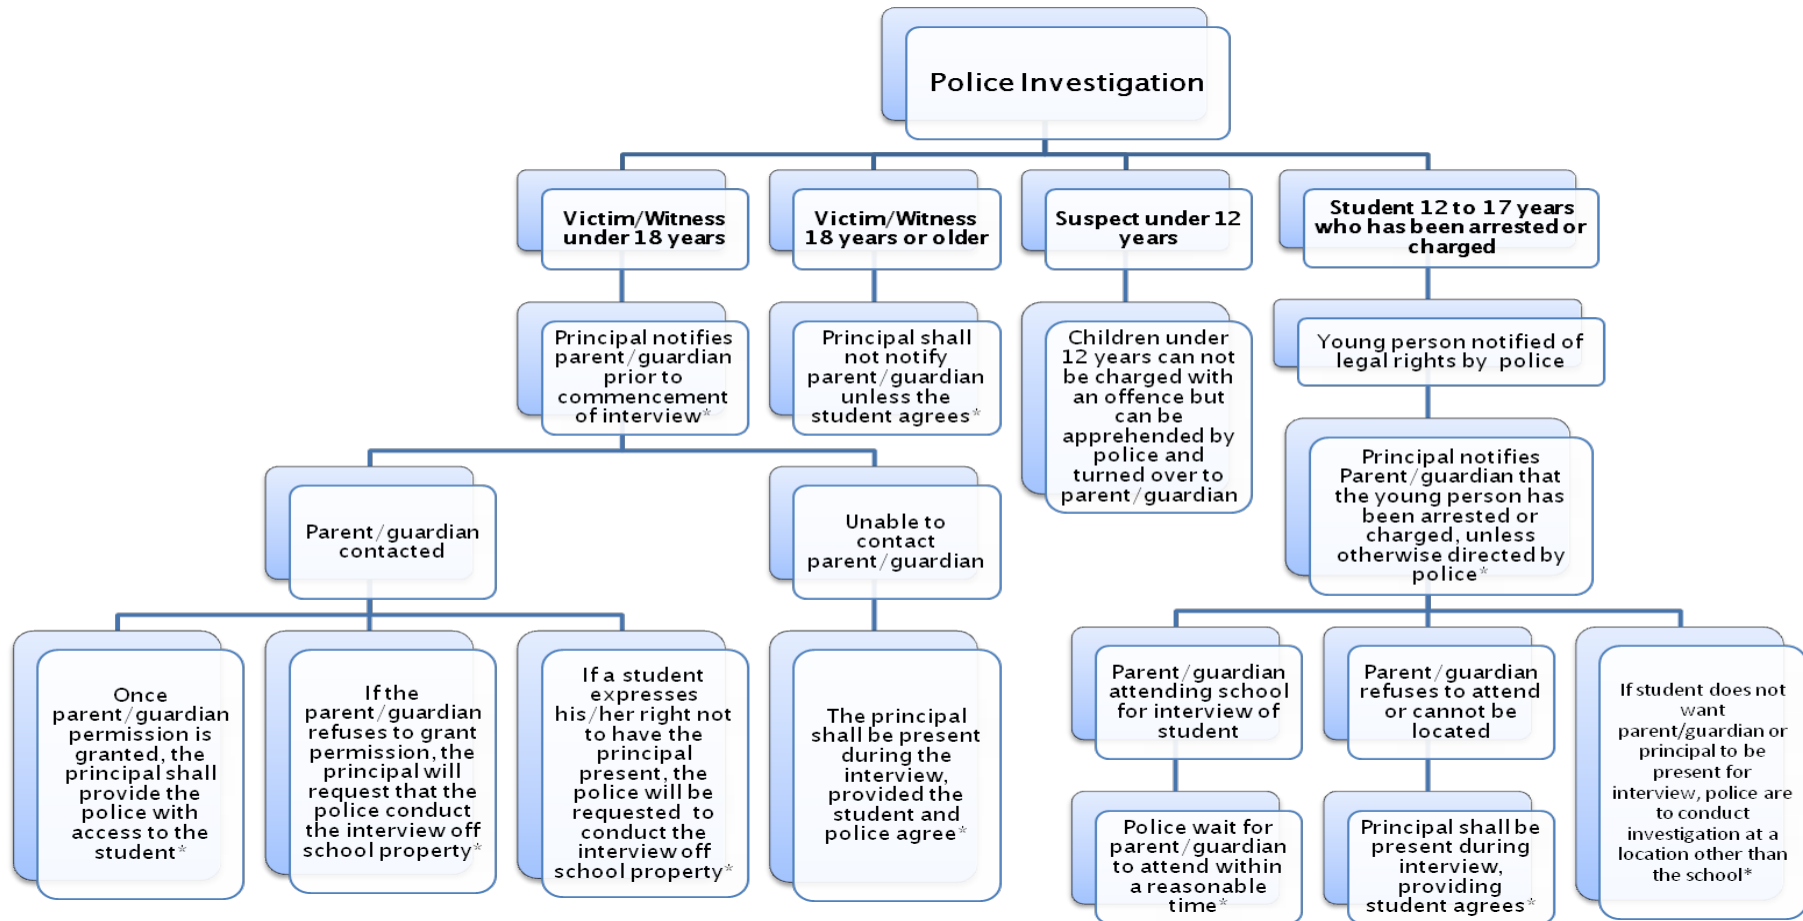 Police Investigation
Victim/Witness
under 18 years
Victim/Witness
18 years or older
Suspect under 12
years
Student 12 to 17 years
who has been arrested or
charged
Principal notifies
parent/guardian
prior to
commencement
of interview*
Principal shall
not notify
parent/guardian
unless the
student agrees*
Children under
12 years can not
be charged with
an offence but
can be
apprehended by
police and
turned over to
parent/guardian
Young person notified of
legal rights by police
Principal notifies
Parent/guardian that
the young person has
been arrested or
charged, unless
otherwise directed by
police*
Parent/guardian
contacted
Unable to
contact
parent/guardian
Once
parent/guardian
permission is
granted, the
principal shall
provide the
police with
access to the
student*
If the
parent/guardian
refuses to grant
permission, the
principal will
request that the
police conduct
the interview off
school property*
If a student
expresses
his/her right not
to have the
principal
present, the
police will be
requested to
conduct the
interview off
school property*
The principal
shall be present
during the
interview,
provided the
student and
police agree*
Parent/guardian
attending school
for interview of
student
Parent/guardian
refuses to attend
or cannot be
located
If student does not
want
parent/guardian or
principal to be
present for
interview, police are
to conduct
investigation at a
location other than
the school*
Police wait for
parent/guardian
to attend within
a reasonable
time*
Principal shall be
present during
interview,
providing
student agrees*